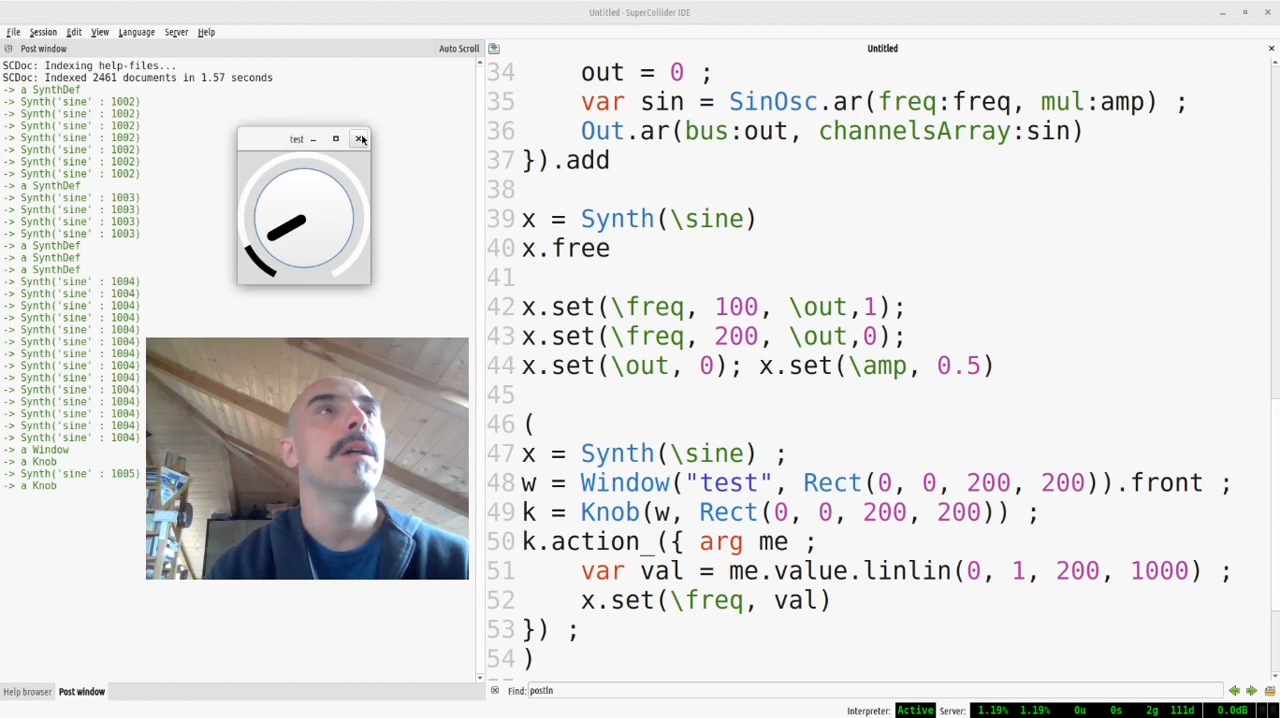 Untitled - SuperCollider IDE
File Session Edit View Language Server Help
Post window
Auto Scroll
SCDoc: Indexing help-files...
SCDoc: Indexed 2461 documents in 1.57 seconds
-> a SynthDef
-> Synth('sine' : 1002)
-> Synth('sine' : 1002)
-> Synth('sine' : 1002)
-> Synth('sine' : 1002)
-> Synth('sine' : 1002)
-> Synth('sine' : 1002)
-> Synth('sine' : 1002)
-> a SynthDef
-> Synth('sine' : 1003)
-> Synth('sine' : 1003)
-> Synth('sine' : 1003)
-> Synth('sine' : 1003)
-> a SynthDef
-> a SynthDef
-> a SynthDef
-> Synth('sine' : 1004)
-> Synth('sine' : 1004)
-> Synth('sine' : 1004)
-> Synth('sine' : 1004)
-> Synth('sine' : 1004)
-> Synth('sine' : 1004)
-> Synth('sine' : 1004)
-> Synth('sine' : 1004)
-> Synth('sine' : 1004)
-> Synth('sine' : 1004)
-> Synth('sine' : 1004)
-> Synth('sine' : 1004)
-> Synth('sine' : 1004)
-> Synth('sine' : 1004)
-> a Window
-> a Knob
-> Synth('sine' : 1005)
-> a Knob
test
Help browser Post window
Untitled
34 out = 0 ;
35 var sin = SinOsc.ar(freq:freq, mul:amp) ;
36 Out.ar(bus:out, channelsArray:sin)
37 }).add
38
39 x = Synth(\sine)
40 x.free
41
42 x.set(\freq, 100, \out,1);
43 x.set(\freq, 200, \out,0);
44 x.set(\out, 0); x.set(\amp, 0.5)
45
46 (
47 x = Synth(\sine) ;
48 w = Window("test", Rect(0, 0, 200, 200)).front ;
49 k = Knob(w, Rect(0, 0, 200, 200)) ;
50 k.action_({ arg me ;
51 var val = me.value.linlin(0, 1, 200, 1000) ;
52 x.set(\freq, val)
53 }) ;
54 )
Find: postln
Interpreter: Active Server: 1.19% 1.19% 0u 0s 2g 111d 0.0dB